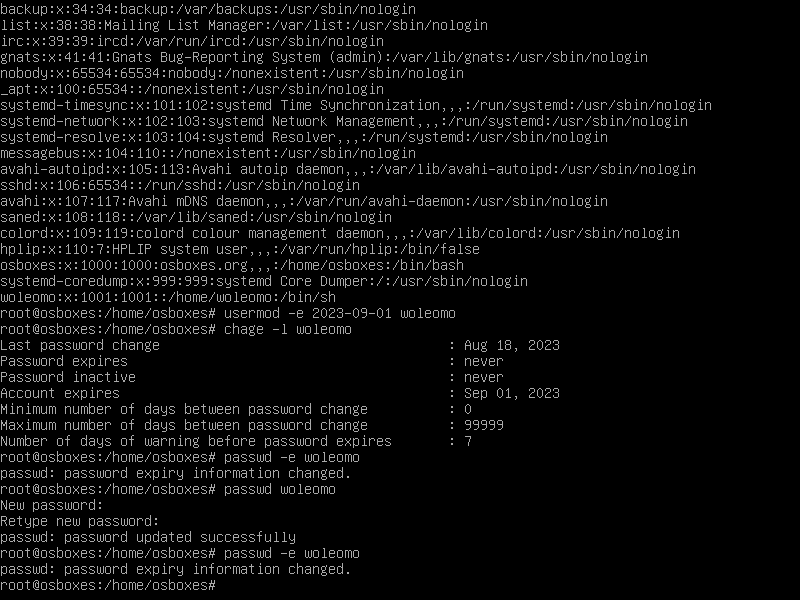 backup:x:34:34:backup:/var/backups:/usr/sbin/nologin
list:x:38:38:Mailing List Manager:/var/list:/usr/sbin/nologin
irc:x:39:39:ircd:/var/run/ircd:/usr/sbin/nologin
gnats:x:41:41:Gnats Bug-Reporting System (admin):/var/lib/gnats:/usr/sbin/nologin
nobody:x:65534:65534:nobody:/nonexistent:/usr/sbin/nologin
_apt:x:100:65534::/nonexistent:/usr/sbin/nologin
systemd-timesync:x:101:102:systemd Time Synchronization,,,:/run/systemd:/usr/sbin/nologin
systemd-network:x:102:103:systemd Network Management,,,:/run/systemd:/usr/sbin/nologin
systemd-resolve:x:103:104:systemd Resolver,,,:/run/systemd:/usr/sbin/nologin
messagebus:x:104:110::/nonexistent:/usr/sbin/nologin
avahi-autoipd:x:105:113:Avahi autoip daemon,,,:/var/lib/avahi-autoipd:/usr/sbin/nologin
sshd:x:106:65534::/run/sshd:/usr/sbin/nologin
avahi:x:107:117:Avahi mDNS daemon,,,:/var/run/avahi-daemon:/usr/sbin/nologin
saned:x:108:118::/var/lib/saned:/usr/sbin/nologin
colord:x:109:119:colord colour management daemon,,,:/var/lib/colord:/usr/sbin/nologin
hplip:x:110:7:HPLIP system user,,,:/var/run/hplip:/bin/false
osboxes:x:1000:1000:osboxes.org,,,:/home/osboxes:/bin/bash
systemd-coredump:x:999:999:systemd Core Dumper:/:/usr/sbin/nologin
woleomo:x:1001:1001::/home/woleomo:/bin/sh
root@osboxes:/home/osboxes# usermod -e 2023-09-01 woleomo
root@osboxes:/home/osboxes# chage -l woleomo
Last password change : Aug 18, 2023
Password expires : never
Password inactive : never
Account expires : Sep 01, 2023
Minimum number of days between password change : 0
Maximum number of days between password change : 99999
Number of days of warning before password expires : 7
root@osboxes:/home/osboxes# passwd -e woleomo
passwd: password expiry information changed.
root@osboxes:/home/osboxes# passwd woleomo
New password:
Retype new password:
passwd: password updated successfully
root@osboxes:/home/osboxes# passwd -e woleomo
passwd: password expiry information changed.
root@osboxes:/home/osboxes#